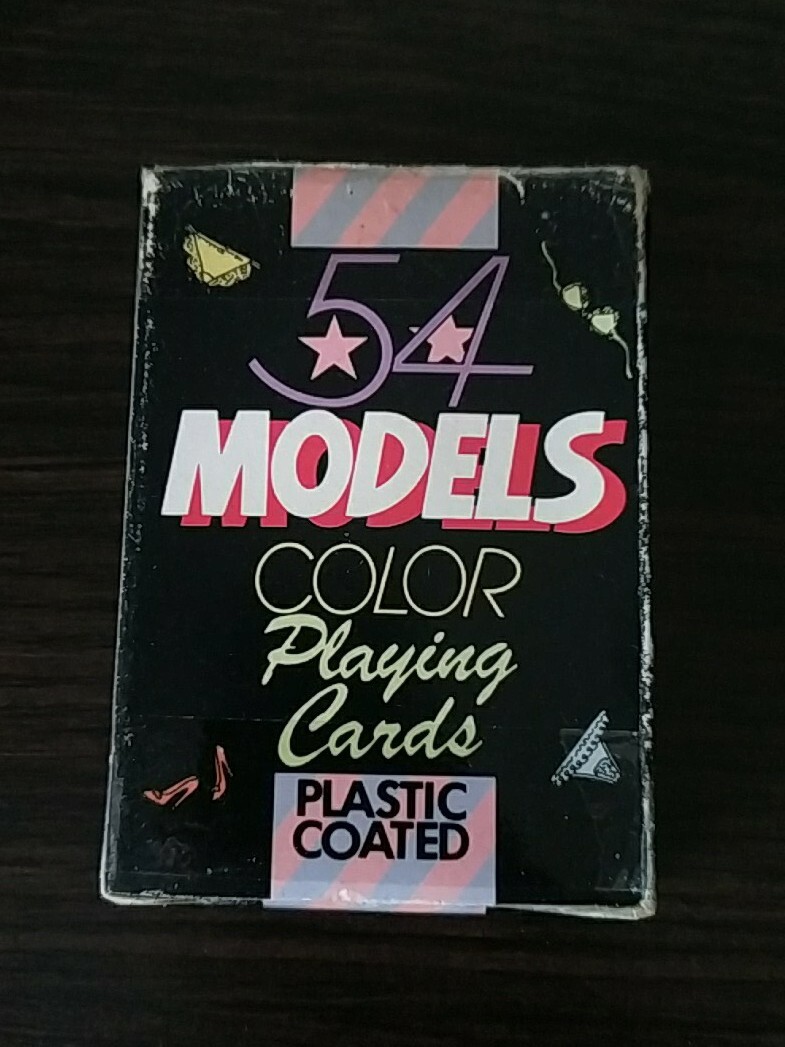 54
MODELS
COLOR
Playing
Cards
PLASTIC
COATED